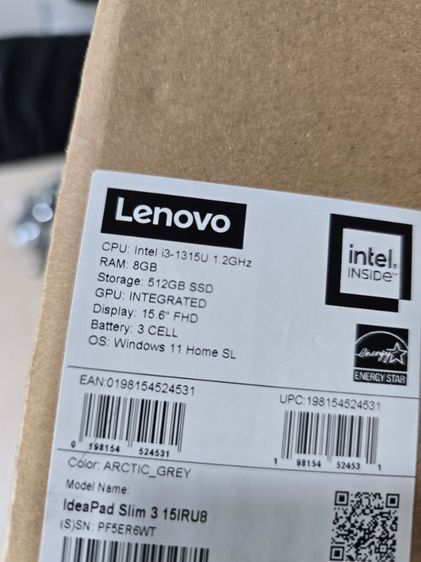 Lenovo
CPU: Intel i3-1315U 1.2GHz
RAM: 8GB
Storage: 512GB SSD
GPU: INTEGRATED
Display: 15.6" FHD
Battery: 3 CELL
OS: Windows 11 Home SL
intel.
INSIDE™
energy
ENERGY STAR
EAN:0198154524531
UPC:198154524531
0 198154 524531
1 98154 52453 1
Color: ARCTIC_GREY
Model Name:
IdeaPad Slim 3 15IRU8
(S)SN: PF5ER6WT